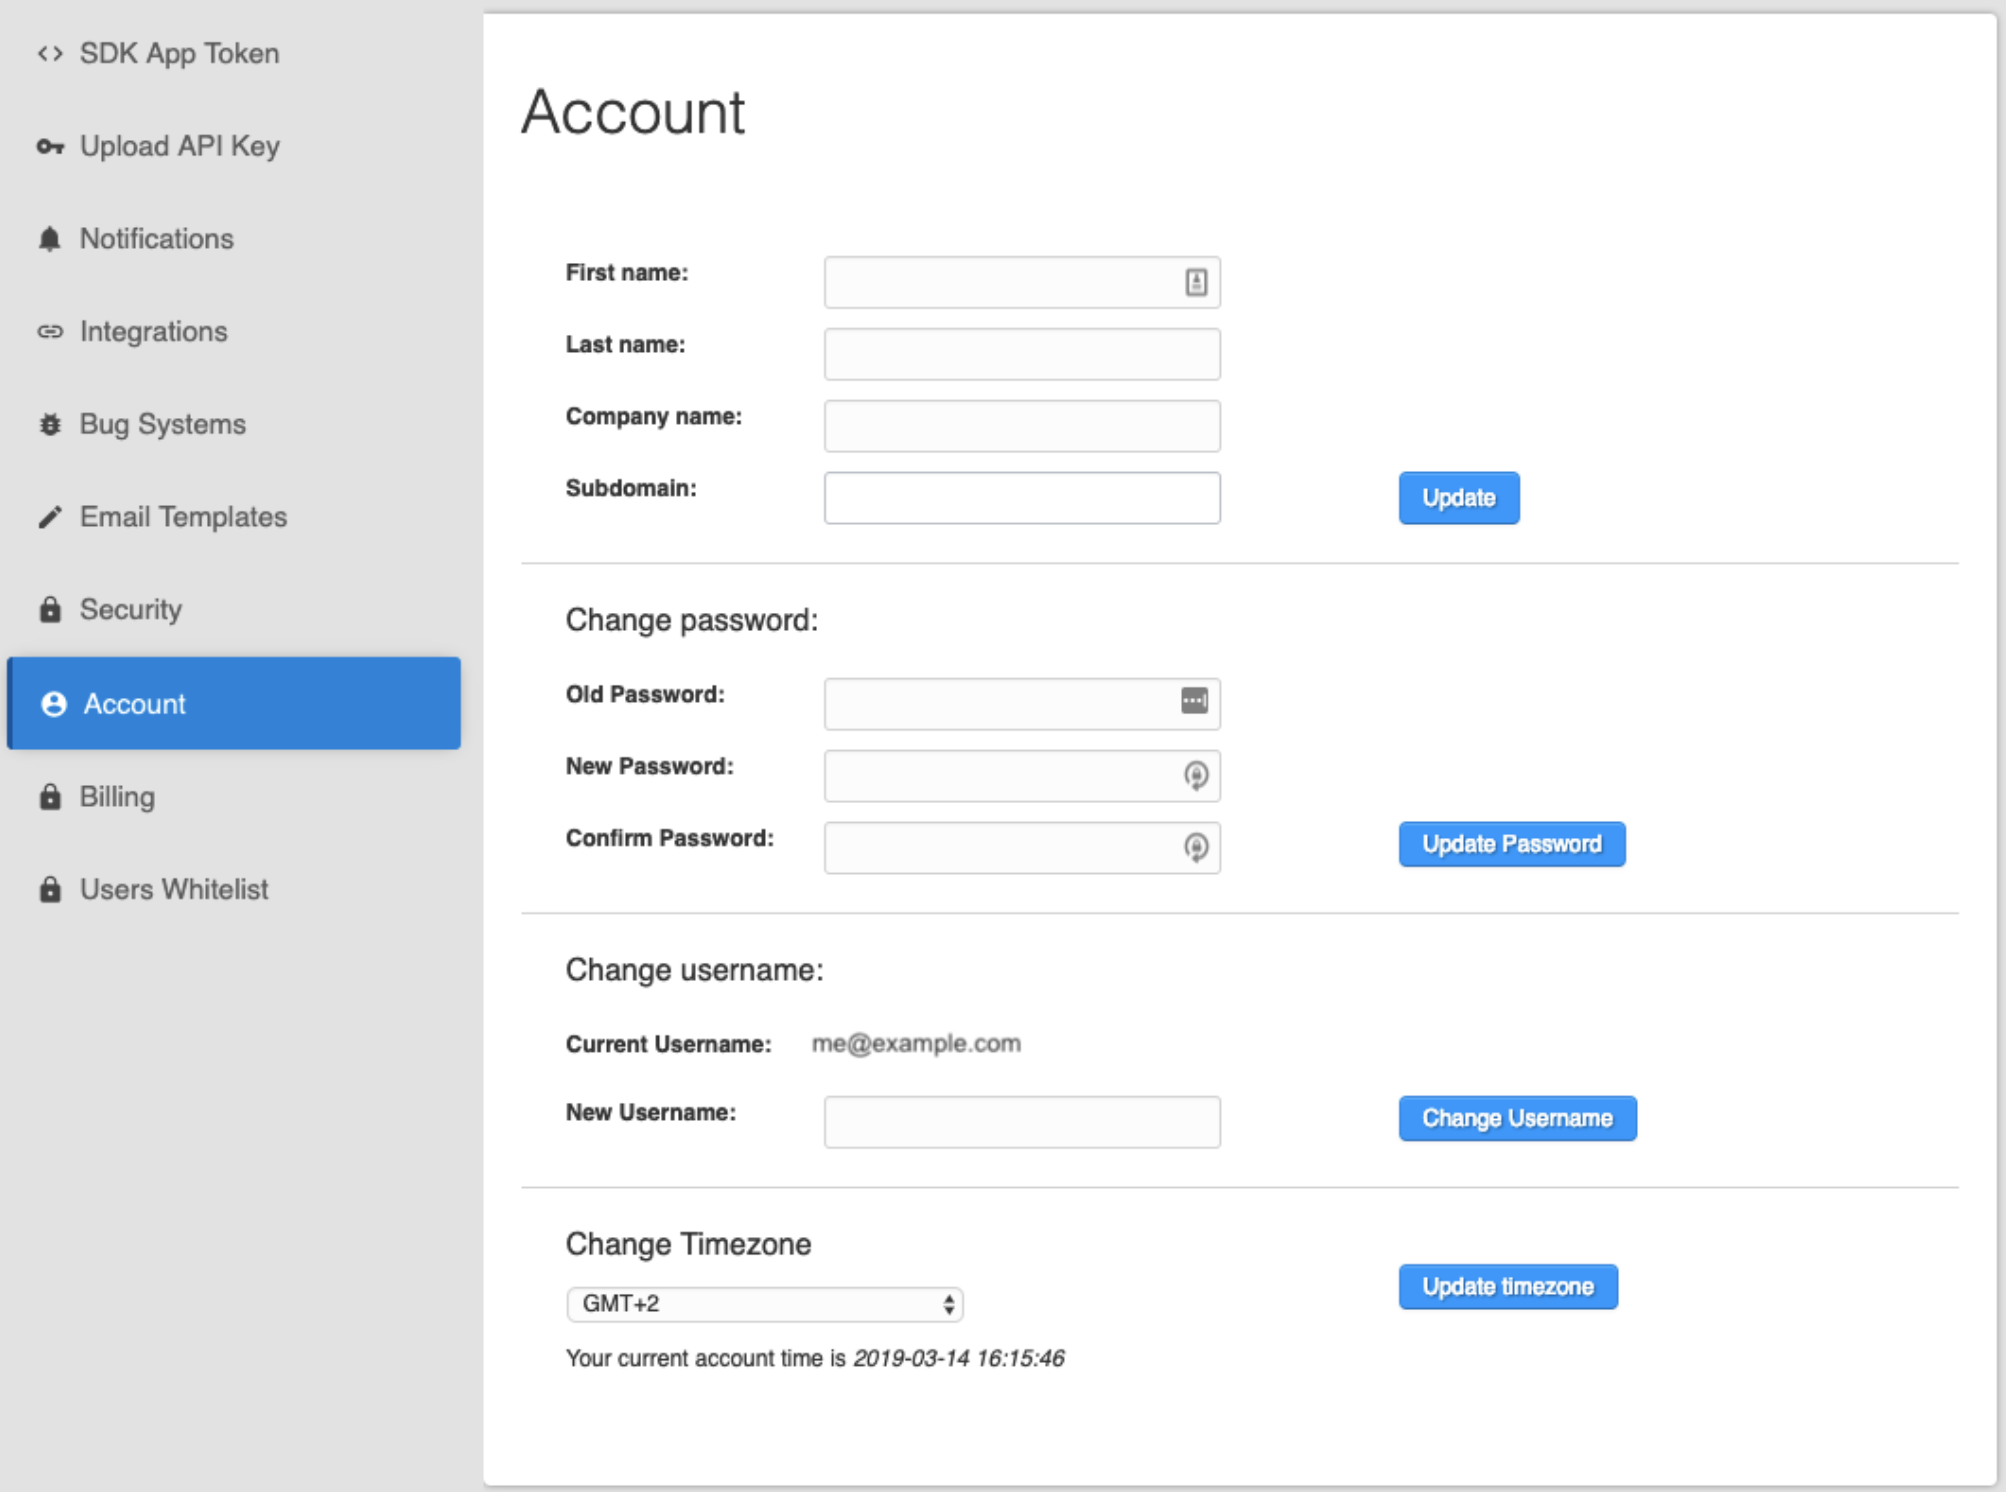 SDK App Token
Upload API Key
Notifications
Integrations
Bug Systems
Email Templates
Security
Account
Billing
Users Whitelist
Account
First name:
Last name:
Company name:
Subdomain:
Update
Change password:
Old Password:
New Password:
Confirm Password:
Update Password
Change username:
Current Username: me@example.com
New Username:
Change Username
Change Timezone
GMT+2
Update timezone
Your current account time is 2019-03-14 16:15:46